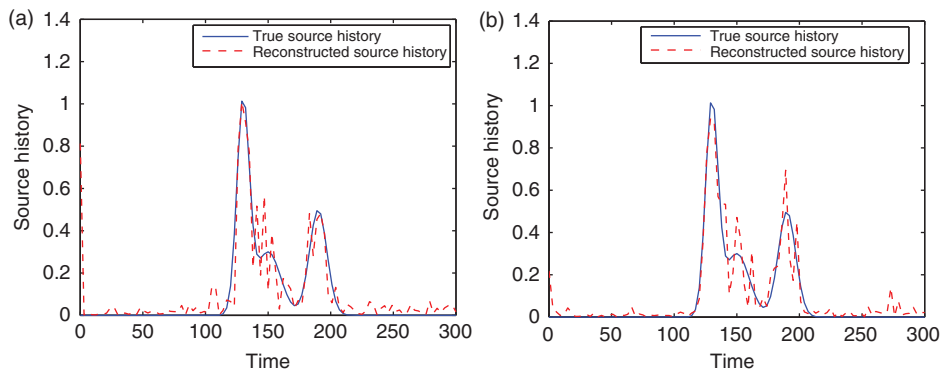 (a)
1.4
1.2
1
0.8
0.6
0.4
0.2
0
Source history
True source history
Reconstructed source history
0 50 100 150 200 250 300
Time
(b)
1.4
1.2
1
0.8
0.6
0.4
0.2
0
Source history
True source history
Reconstructed source history
0 50 100 150 200 250 300
Time